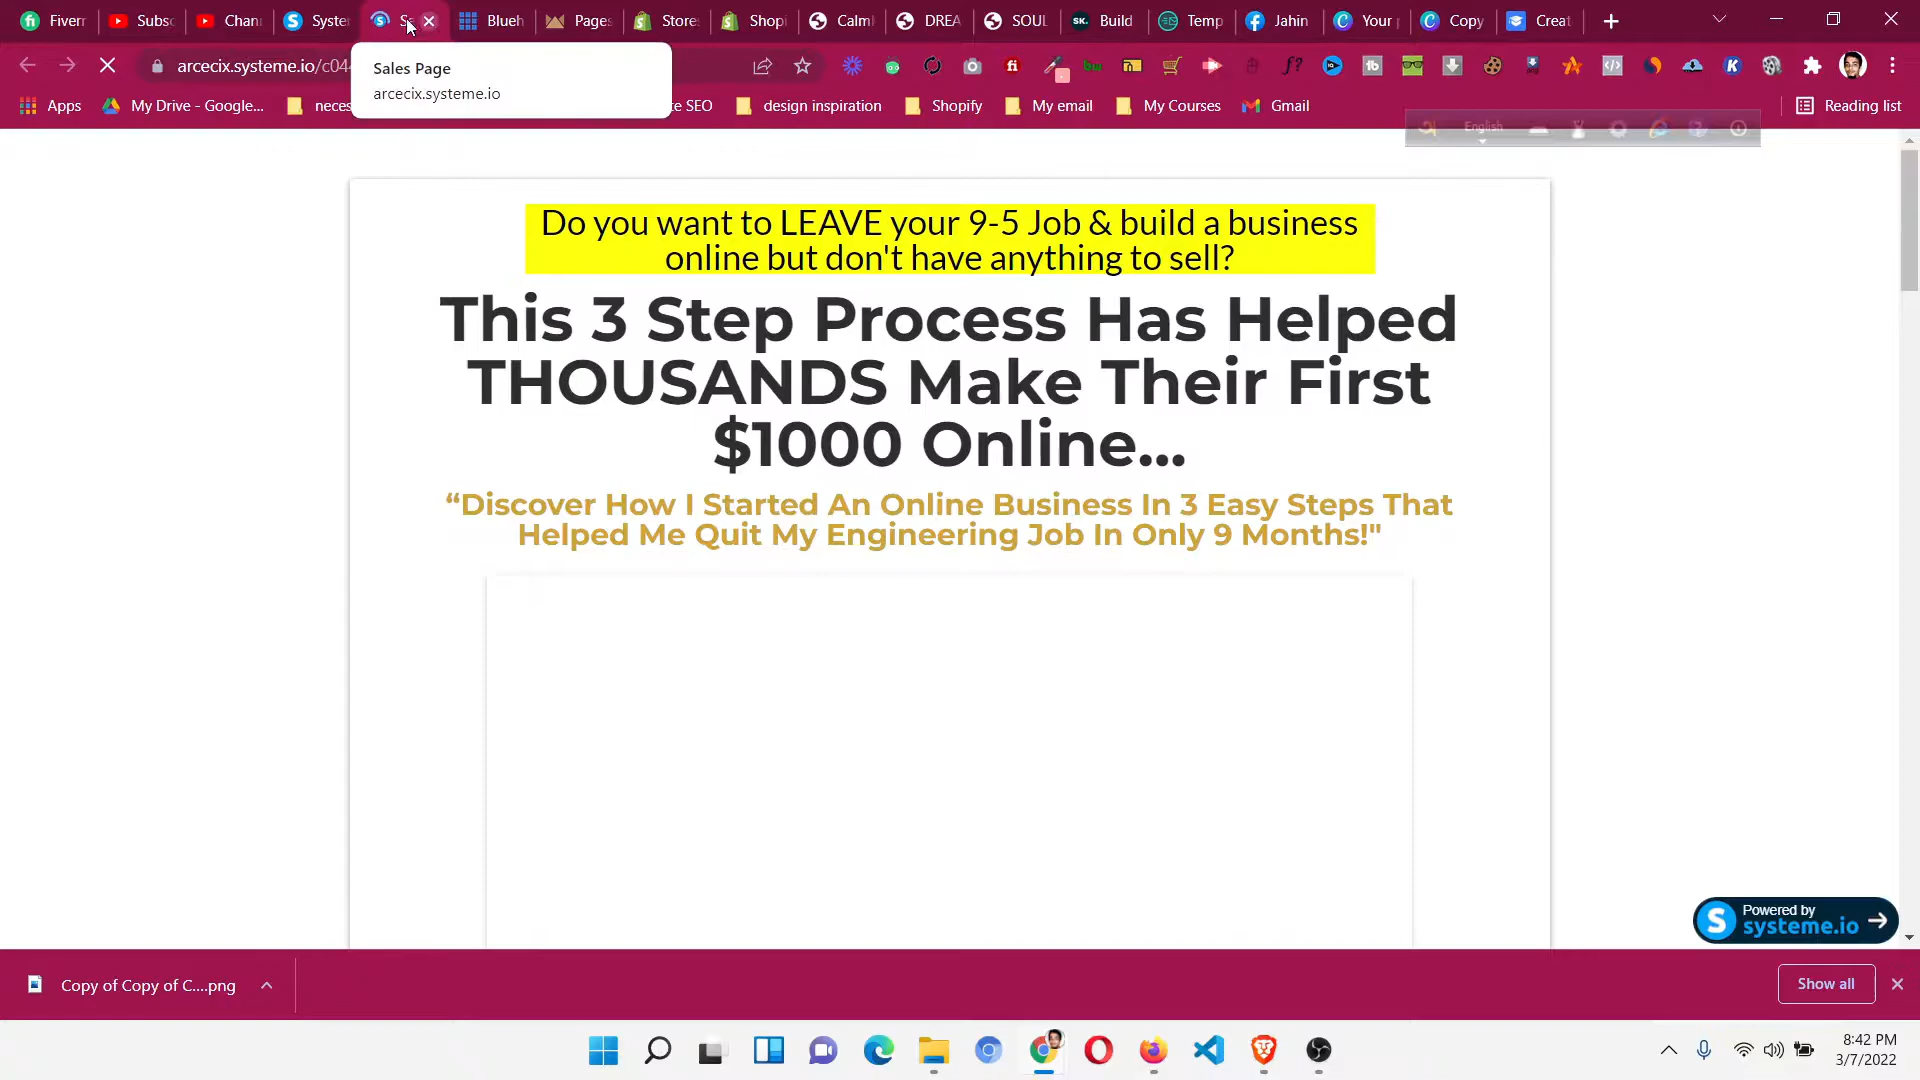 Fiverr
Subsc
Chann
Syster
S
Blueh
Pages
Store
Shopi
Calml
DREA
SOUL
Build
Temp
Jahin
Your
Copy
Creat
arcecix.systeme.io/c04
Sales Page
arcecix.systeme.io
Apps
My Drive - Google...
neces
te SEO
design inspiration
Shopify
My email
My Courses
Gmail
Reading list
English
Do you want to LEAVE your 9-5 Job & build a business
online but don't have anything to sell?
This 3 Step Process Has Helped
THOUSANDS Make Their First
$1000 Online...
“Discover How I Started An Online Business In 3 Easy Steps That
Helped Me Quit My Engineering Job In Only 9 Months!"
Powered by
systeme.io
Copy of Copy of C....png
Show all
8:42 PM
3/7/2022